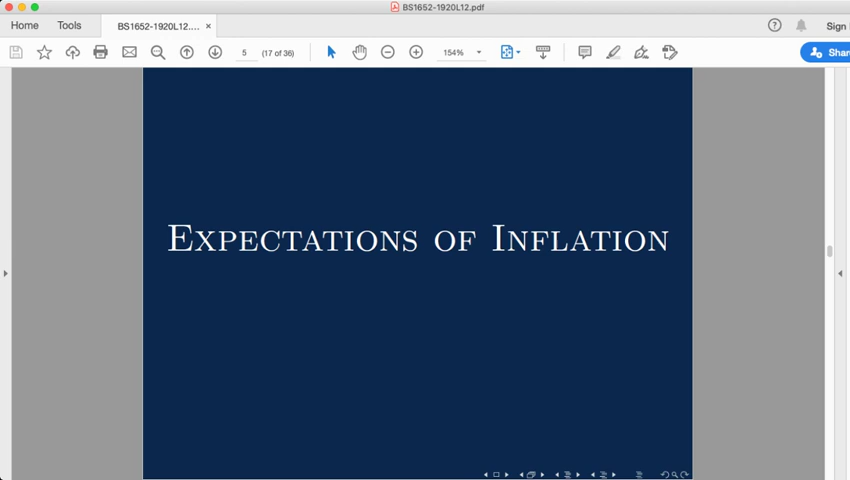 BS1652-1920L12.pdf
Home
Tools
BS1652-1920L12....
Sign
5
(17 of 36)
154%
Shar
Expectations of Inflation